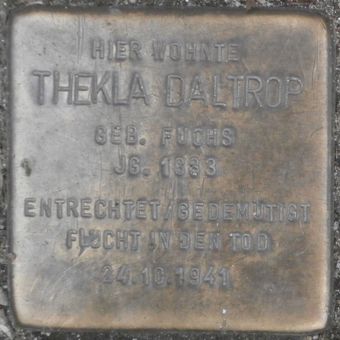 HIER WOHNTE
THEKLA DALTROP
GEB. FUCHS
JG. 1883
ENTRECHTET/GEDEMÜTIGT
FLUCHT IN DEN TOD
24.10.1941